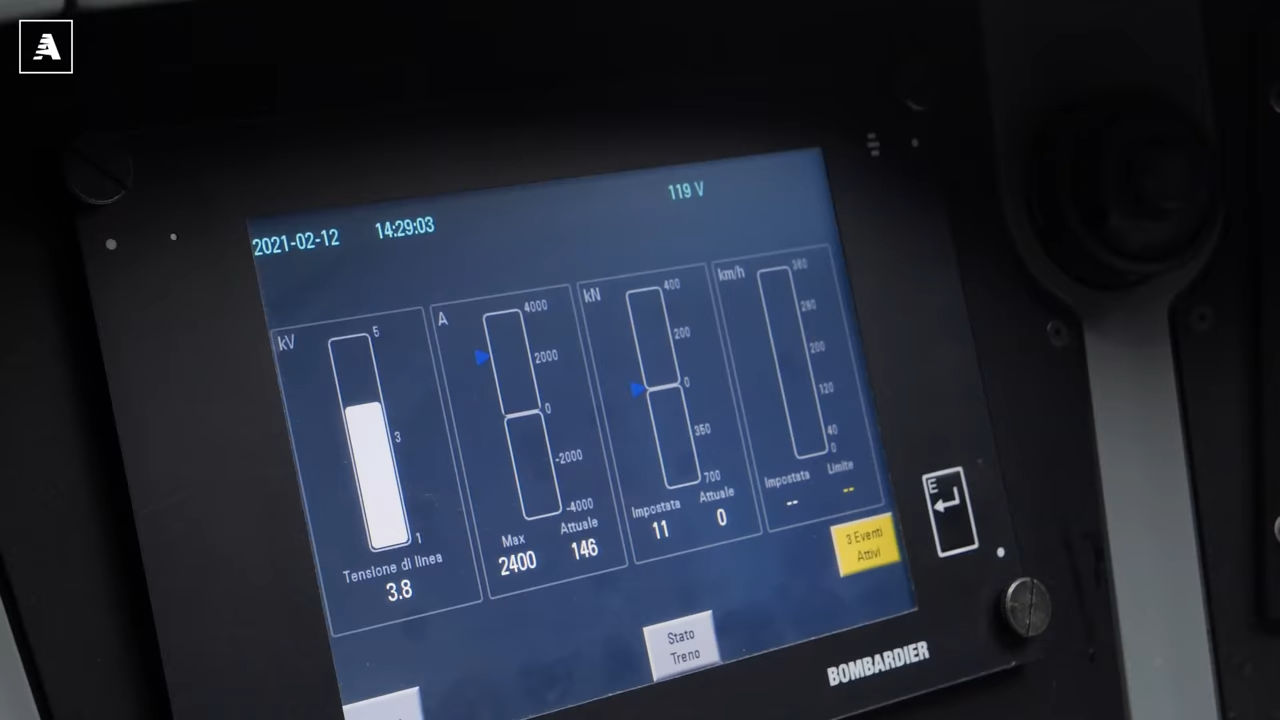 A
119 V
2021-02-12 14:29:03
kV
5
3
1
Tensione di linea
3.8
A
4000
2000
0
-2000
-4000
Max Attuale
2400 146
kN
400
200
0
350
700
Impostata Attuale
11 0
km/h
360
280
200
120
40
0
Impostata Limite
-- --
3 Eventi
Attivi
Stato
Treno
E
BOMBARDIER